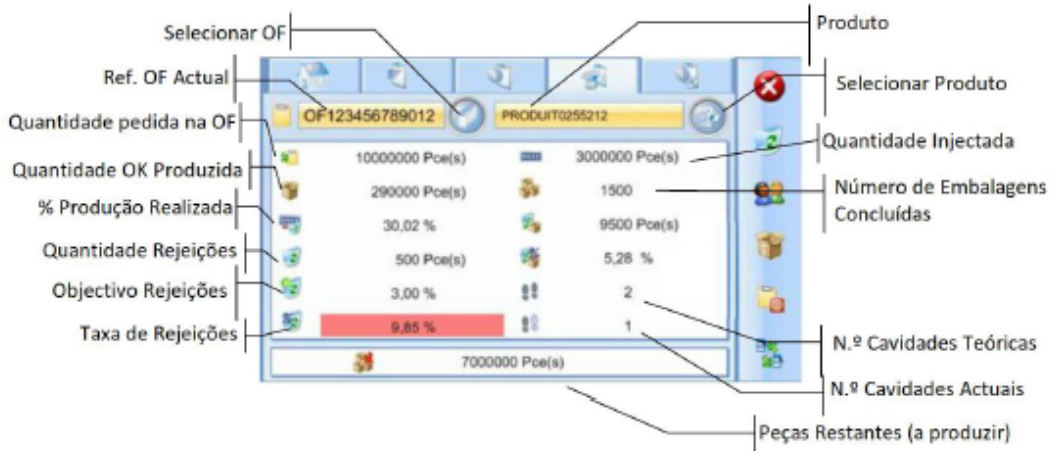 Selecionar OF
Produto
Ref. OF Actual
Selecionar Produto
OF123456789012
PRODUIT0255212
Quantidade pedida na OF
Quantidade Injectada
10000000 Pce(s)
3000000 Pce(s)
Quantidade OK Produzida
Número de Embalagens
Concluídas
290000 Pce(s)
1500
% Produção Realizada
30,02 %
9500 Pce(s)
Quantidade Rejeições
500 Pce(s)
5,28 %
Objectivo Rejeições
3,00 %
2
Taxa de Rejeições
9,85 %
1
N.º Cavidades Teóricas
7000000 Pce(s)
N.º Cavidades Actuais
Peças Restantes (a produzir)